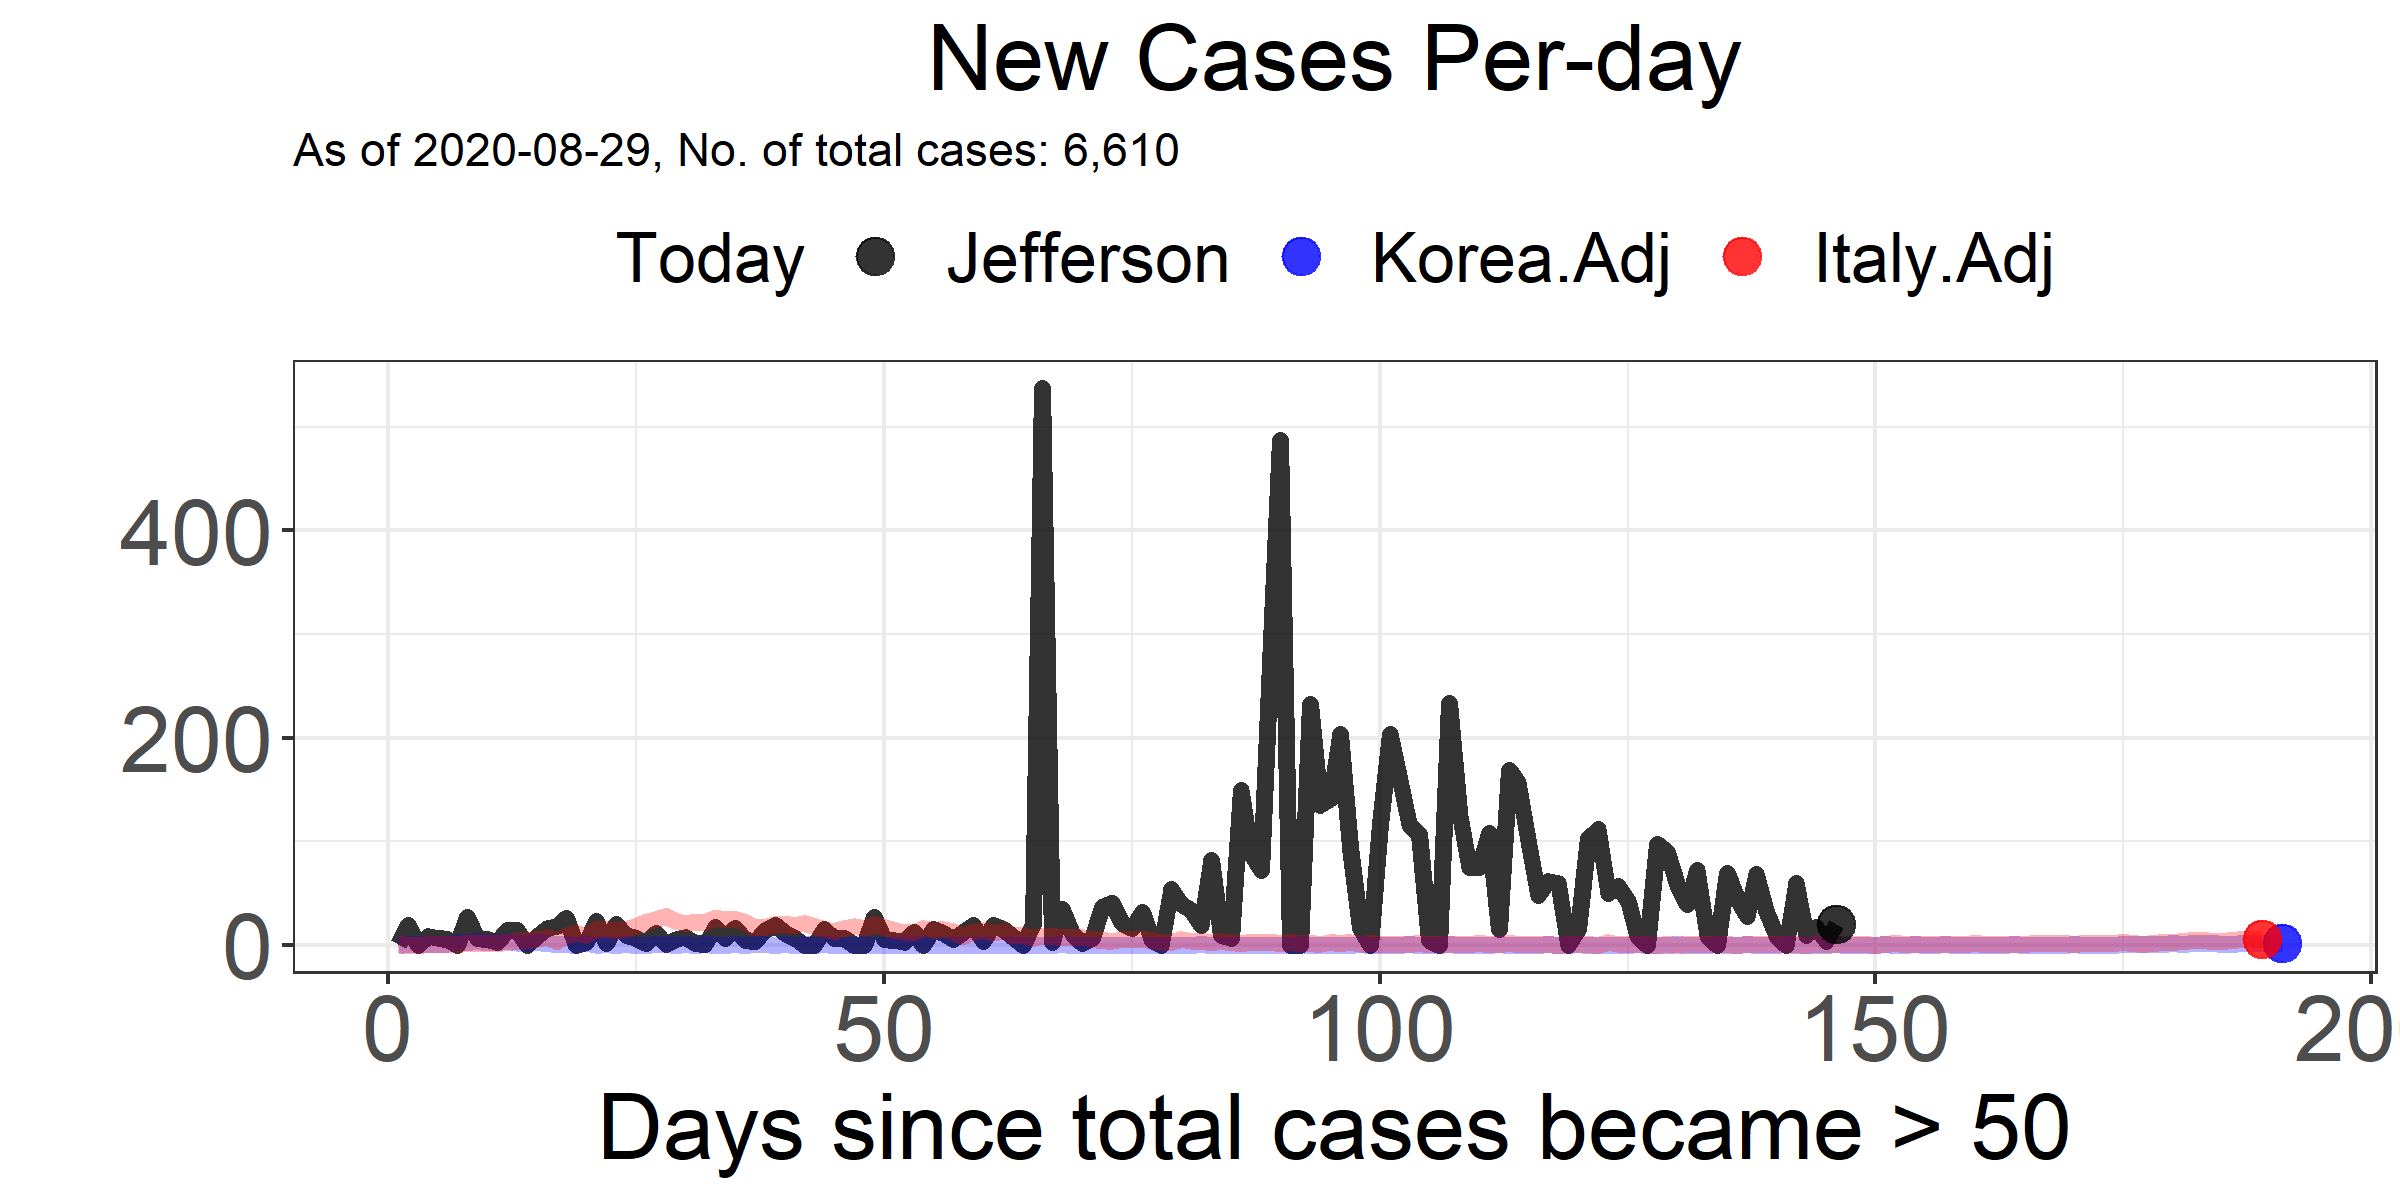 New Cases Per-day
As of 2020-08-29, No. of total cases: 6,610
Today Jefferson Korea.Adj Italy.Adj
400
200
0
0 50 100 150 20
Days since total cases became > 50